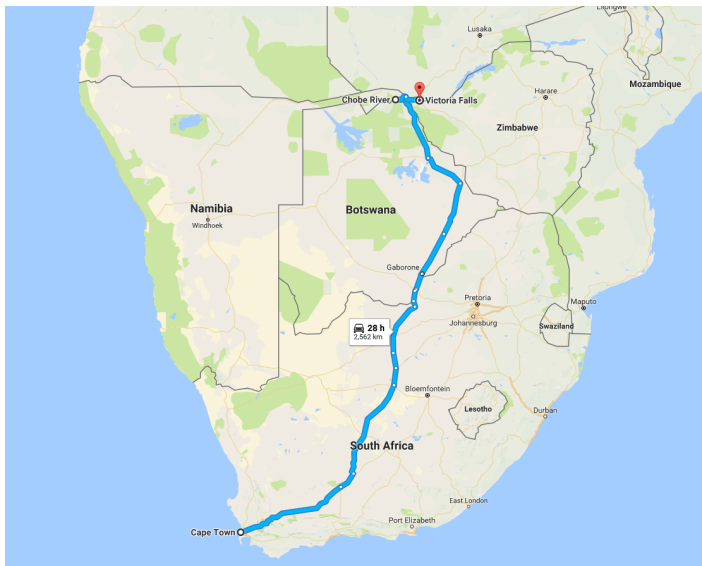 Lilongwe
Lusaka
Mozambique
Chobe River
Victoria Falls
Harare
Zimbabwe
Namibia
Windhoek
Botswana
Gaborone
Pretoria
Maputo
Johannesburg
Swaziland
28 h
2,562 km
Bloemfontein
Lesotho
Durban
South Africa
East London
Port Elizabeth
Cape Town